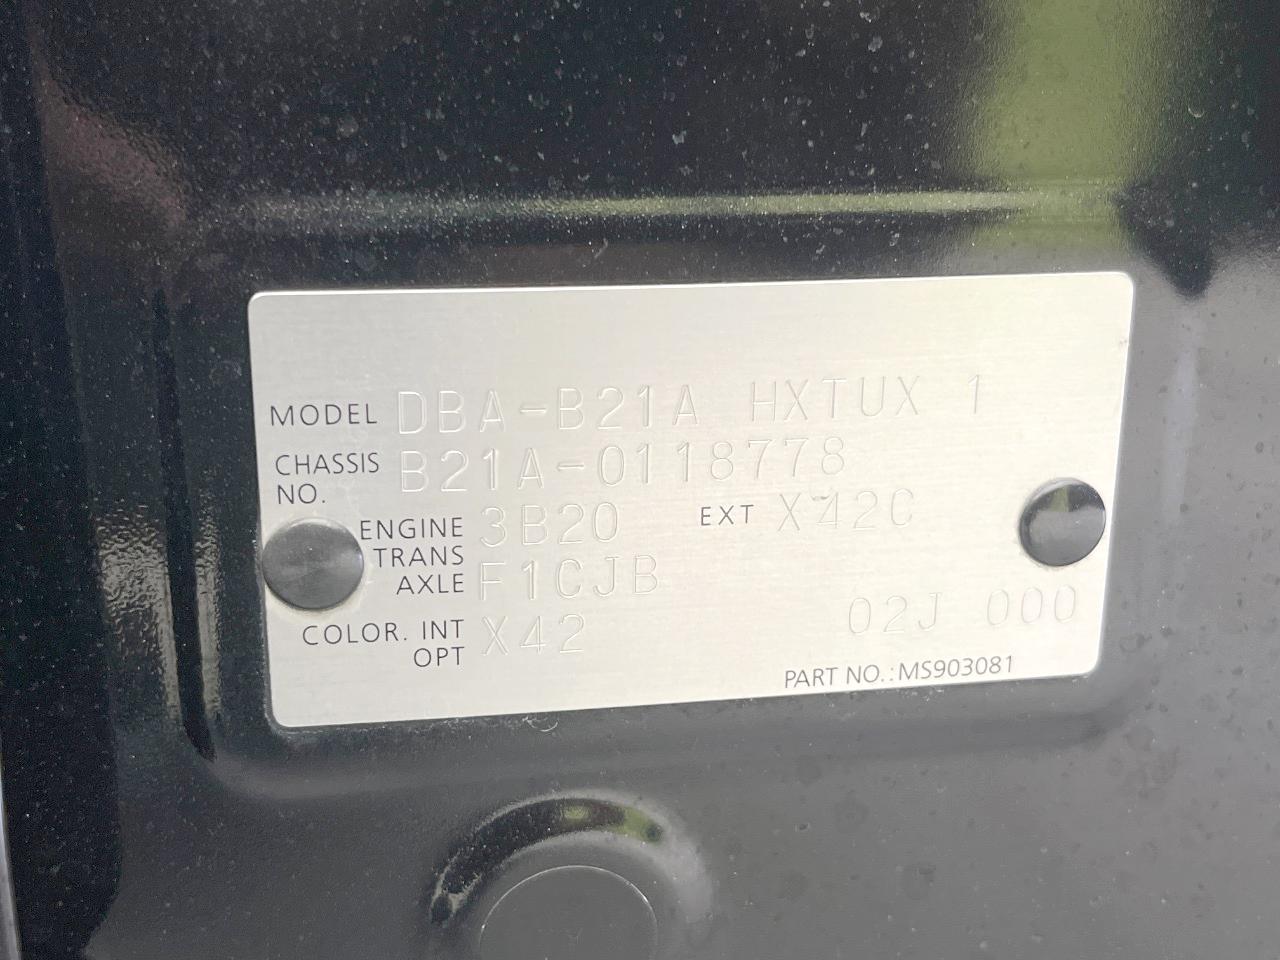 MODEL DBA-B21A HXTUX 1
CHASSIS NO. B21A-0118778
ENGINE 3B20 EXT X42C
TRANS AXLE F1CJB
COLOR. INT OPT X42 02J 000
PART NO.: MS903081